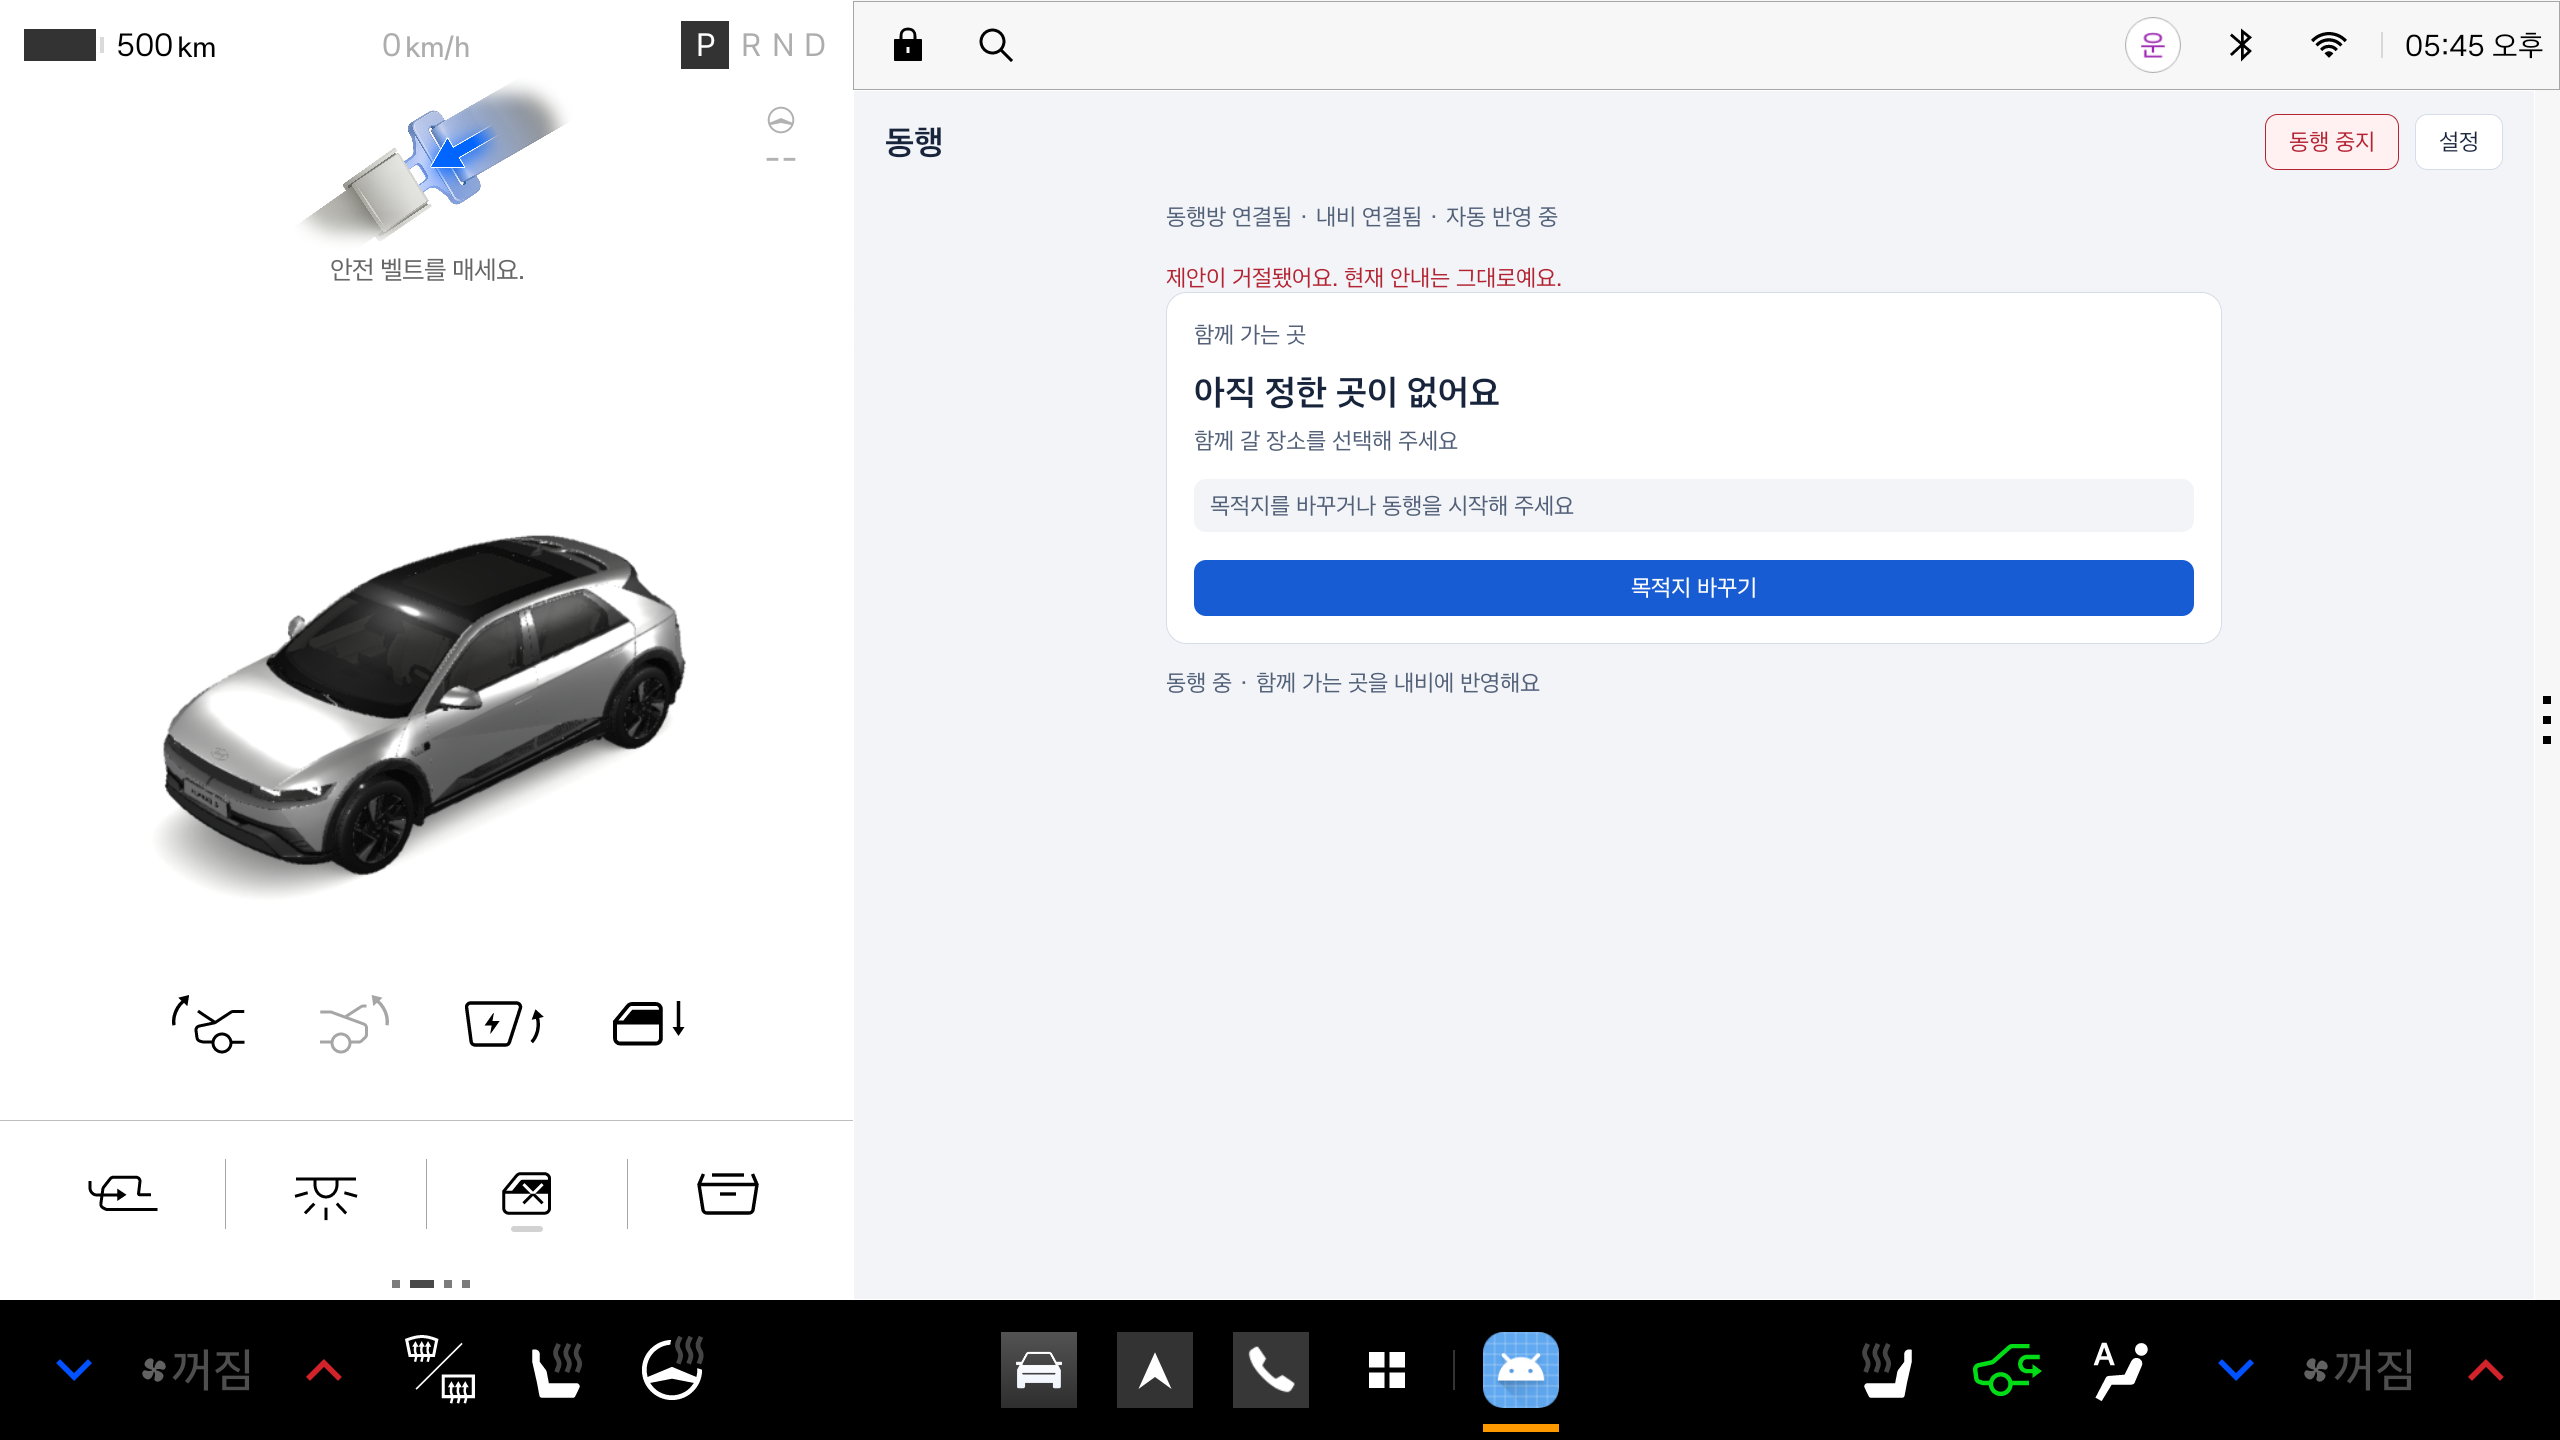 500 km
0 km/h
P R N D
운
05:45 오후
안전 벨트를 매세요.
동행
동행 중지
설정
동행방 연결됨 · 내비 연결됨 · 자동 반영 중
제안이 거절됐어요. 현재 안내는 그대로예요.
함께 가는 곳
아직 정한 곳이 없어요
함께 갈 장소를 선택해 주세요
목적지를 바꾸거나 동행을 시작해 주세요
목적지 바꾸기
동행 중 · 함께 가는 곳을 내비에 반영해요
꺼짐
A
꺼짐